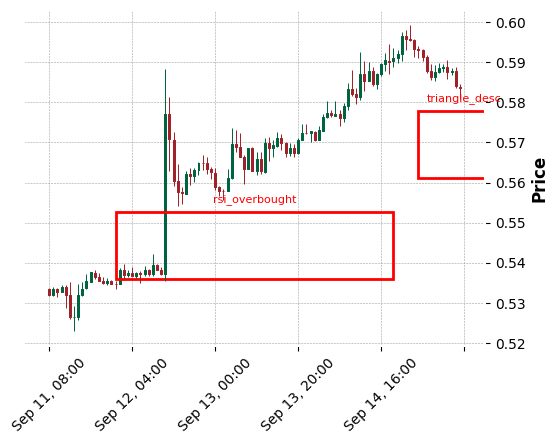 0.60
0.59
triangle_desc
0.58
0.57
Price
0.56
rsi_overbought
0.55
0.54
0.53
0.52
Sep 11, 08:00
Sep 12, 04:00
Sep 13, 00:00
Sep 13, 20:00
Sep 14, 16:00